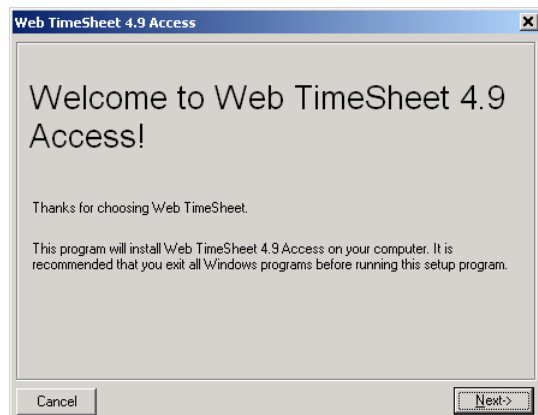 Web TimeSheet 4.9 Access
Welcome to Web TimeSheet 4.9
Access!
Thanks for choosing Web TimeSheet.
This program will install Web TimeSheet 4.9 Access on your computer. It is
recommended that you exit all Windows programs before running this setup program.
Cancel
Next->